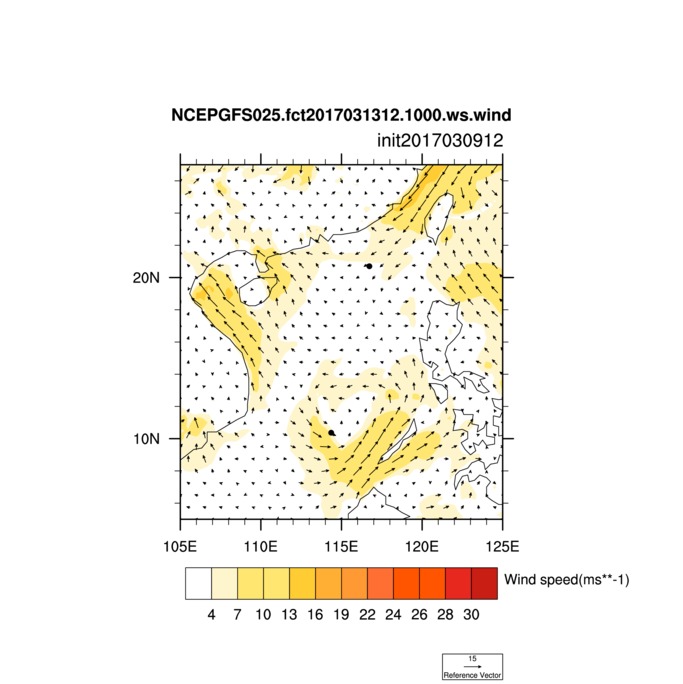 NCEPGFS025.fct2017031312.1000.ws.wind
init2017030912
20N
10N
105E 110E 115E 120E 125E
Wind speed(ms**-1)
4 7 10 13 16 19 22 24 26 28 30
15
Reference Vector